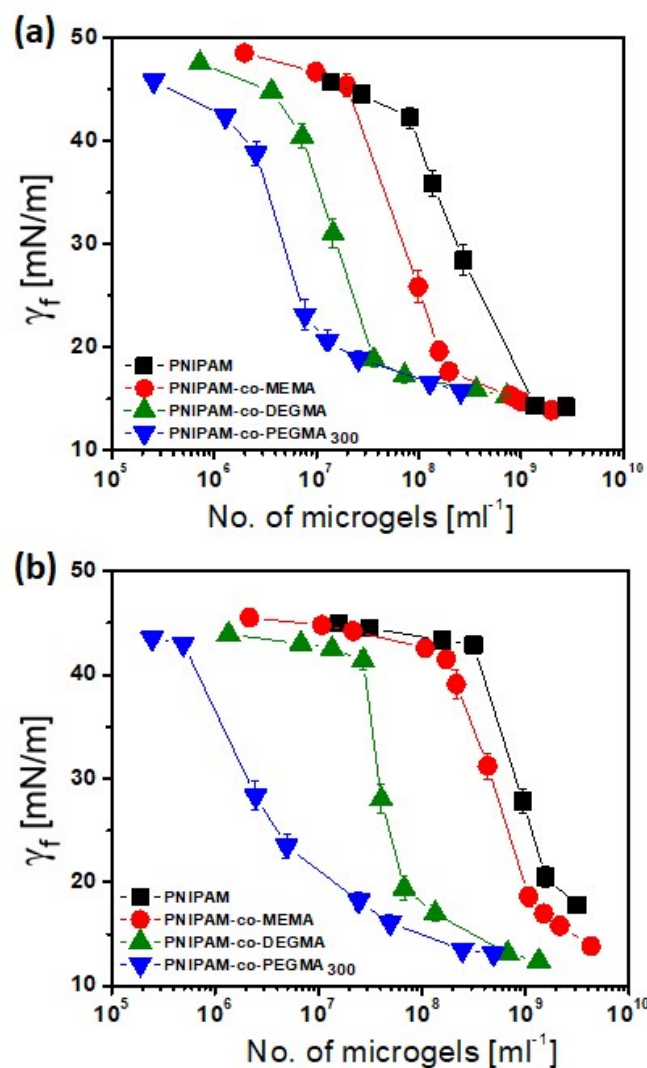 (a)
50
40
30
20
10
γf [mN/m]
PNIPAM
PNIPAM-co-MEMA
PNIPAM-co-DEGMA
PNIPAM-co-PEGMA300
10^5 10^6 10^7 10^8 10^9 10^10
No. of microgels [ml^-1]
(b)
50
40
30
20
10
γf [mN/m]
PNIPAM
PNIPAM-co-MEMA
PNIPAM-co-DEGMA
PNIPAM-co-PEGMA300
10^5 10^6 10^7 10^8 10^9 10^10
No. of microgels [ml^-1]